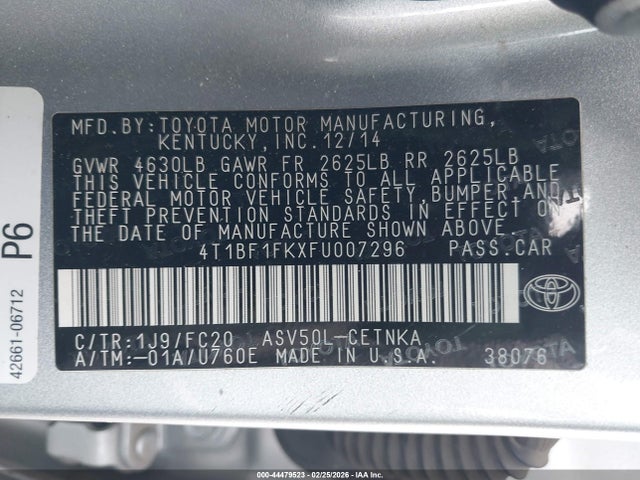 MFD.BY:TOYOTA MOTOR MANUFACTURING,
KENTUCKY,INC.12/14
GVWR 4630LB GAWR FR 2625LB RR 2625LB
THIS VEHICLE CONFORMS TO ALL APPLICABLE
FEDERAL MOTOR VEHICLE SAFETY,BUMPER,AND
THEFT PREVENTION STANDARDS IN EFFECT ON
THE DATE OF MANUFACTURE SHOWN ABOVE.
4T1BF1FKXFU007296 PASS.CAR
C/TR:1J9/FC20 ASV50L-CETNKA
A/TM:-01A/U760E MADE IN U.S.A. 38076
42661-06712 P6
000-44479523 | 02/25/2026 | IAAI.COM